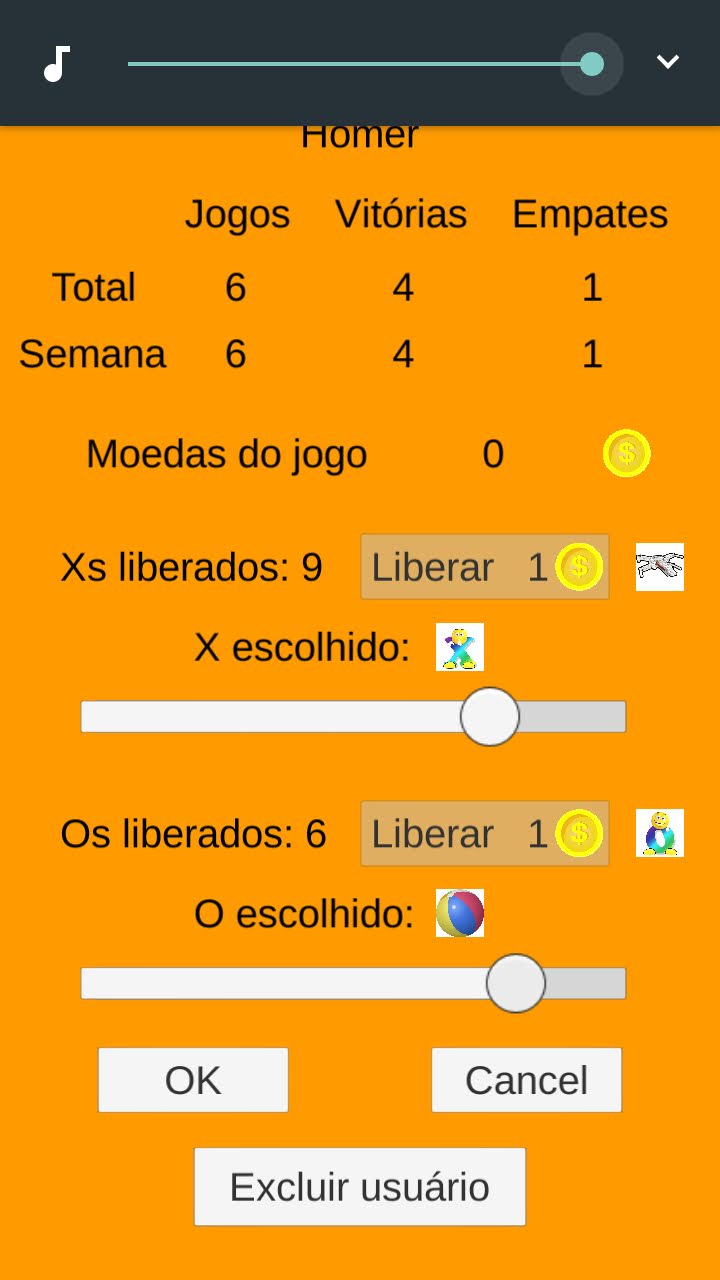 Homer
Jogos Vitórias Empates
Total 6 4 1
Semana 6 4 1
Moedas do jogo 0 $
Xs liberados: 9 Liberar 1 $
X escolhido:
Os liberados: 6 Liberar 1 $
O escolhido:
OK Cancel
Excluir usuário